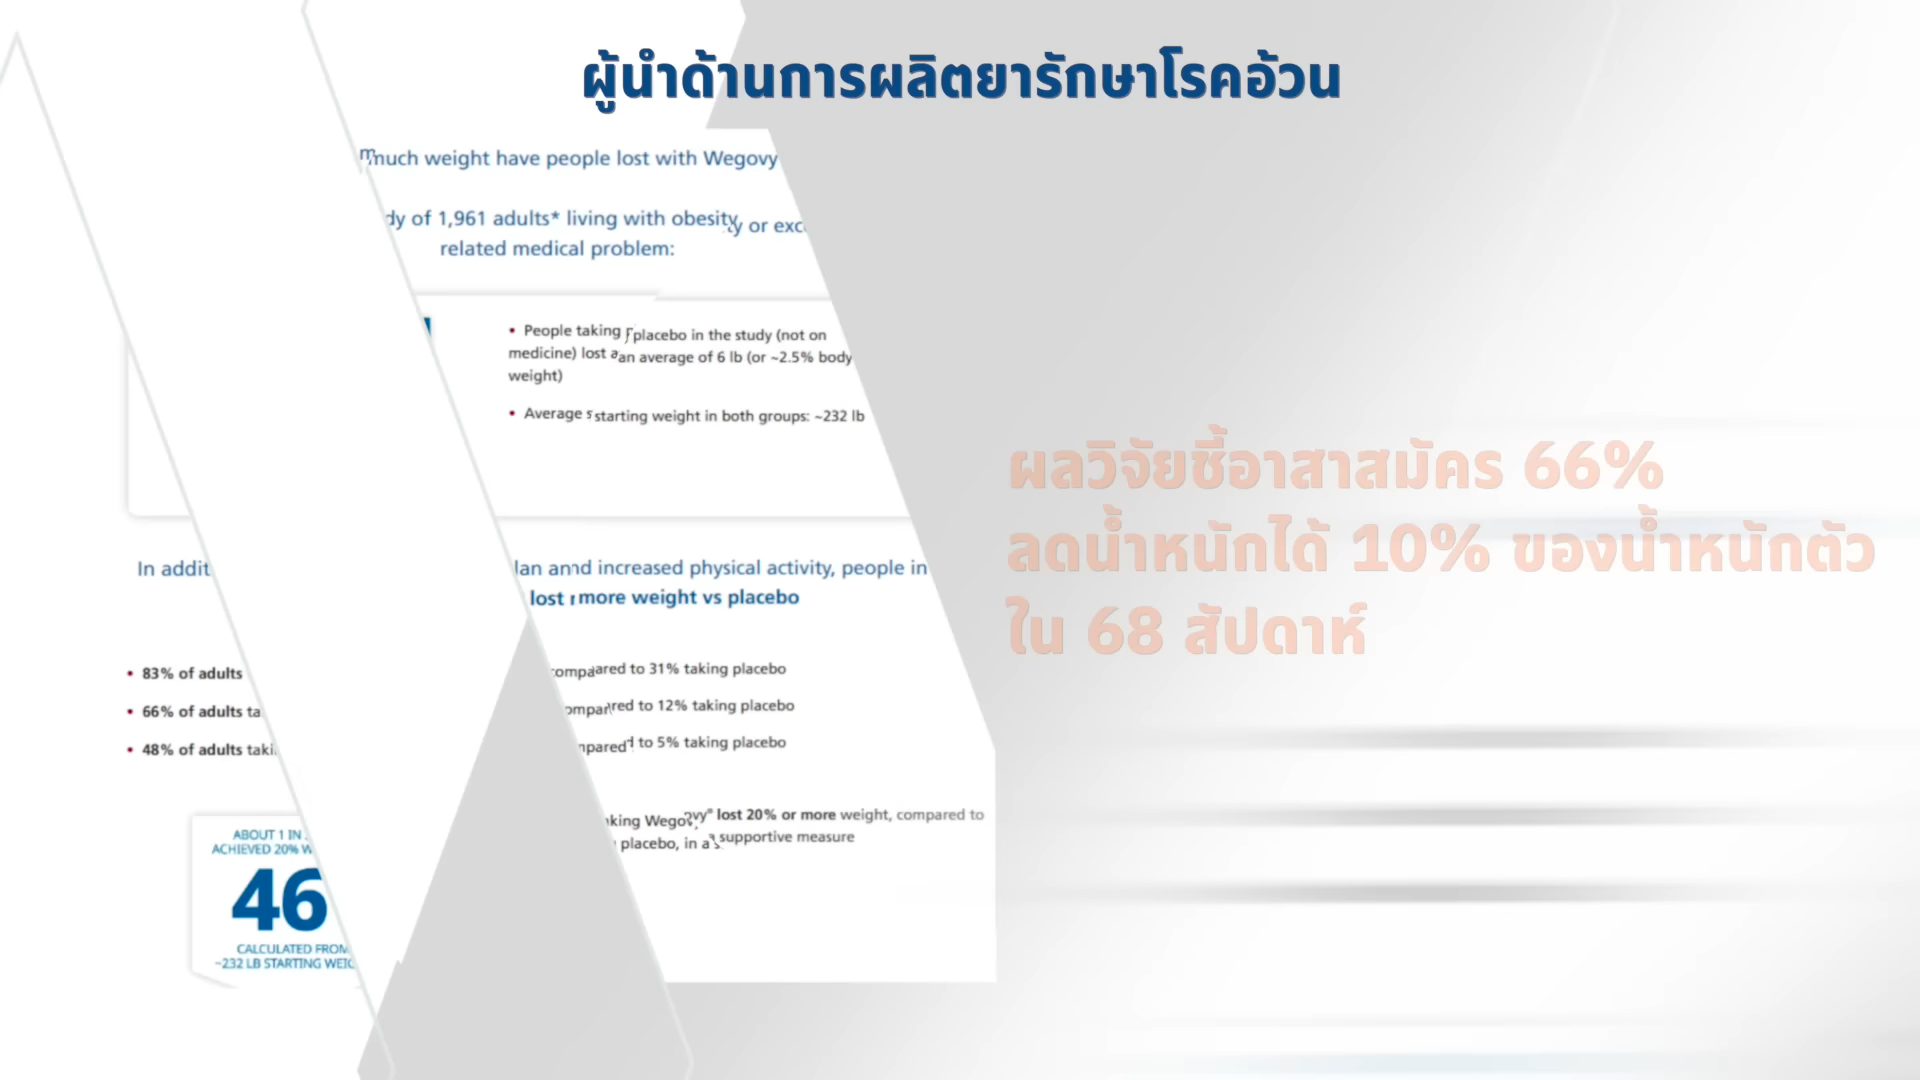 ผู้นำด้านการผลิตยารักษาโรคอ้วน
much weight have people lost with Wegovy
dy of 1,961 adults* living with obesity or exc
related medical problem:
• People taking placebo in the study (not on
medicine) lost an average of 6 lb (or ~2.5% body
weight)
• Average starting weight in both groups: ~232 lb
ผลวิจัยชี้อาสาสมัคร 66%
ลดน้ำหนักได้ 10% ของน้ำหนักตัว
ใน 68 สัปดาห์
In addit
lan and increased physical activity, people in
lost more weight vs placebo
• 83% of adults
compared to 31% taking placebo
• 66% of adults ta
ompared to 12% taking placebo
• 48% of adults taki
npared to 5% taking placebo
king Wegovy® lost 20% or more weight, compared to
placebo, in a supportive measure
ABOUT 1 IN
ACHIEVED 20% W
46
CALCULATED FROM
~232 LB STARTING WEIG